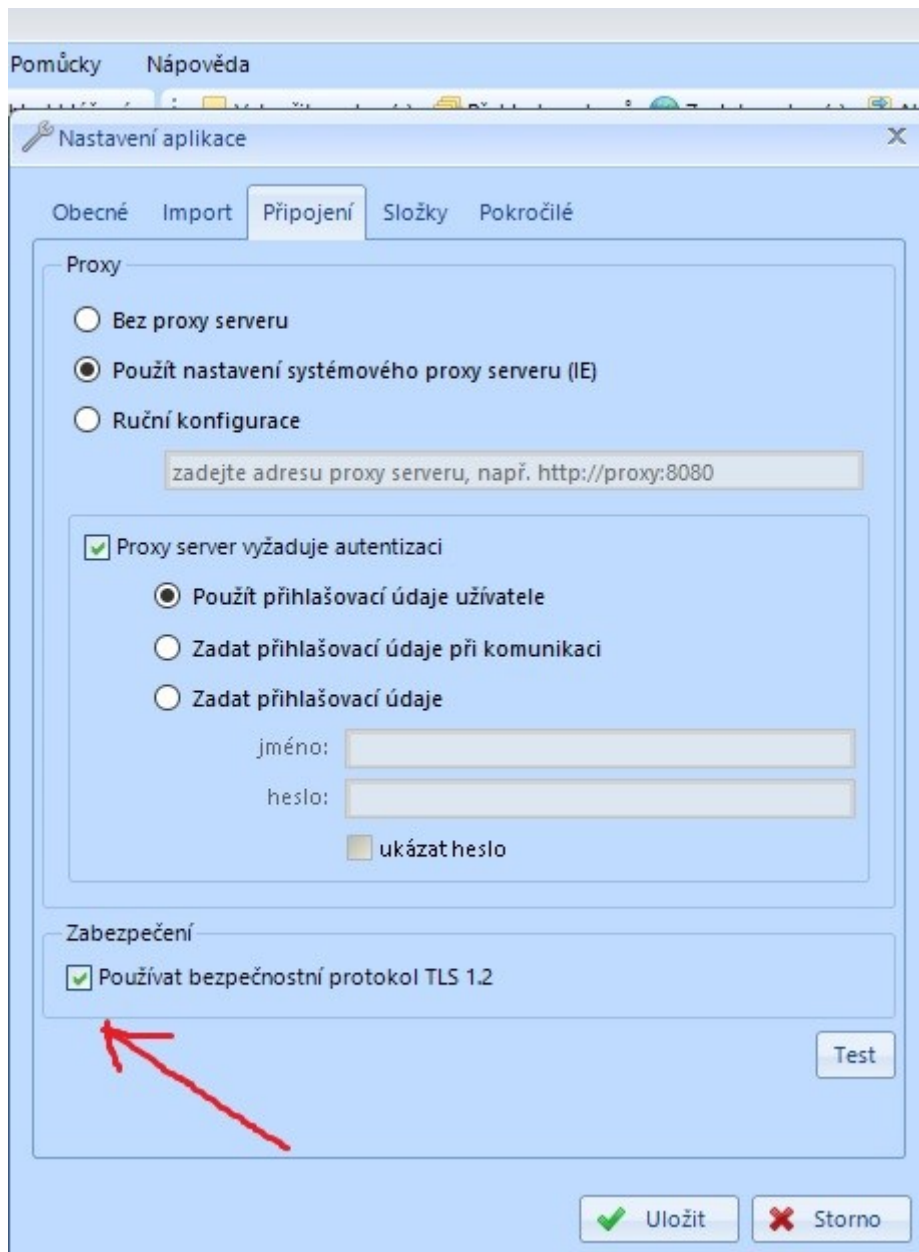 Pomůcky Nápověda
Nastavení aplikace
Obecné Import Připojení Složky Pokročilé
Proxy
Bez proxy serveru
Použít nastavení systémového proxy serveru (IE)
Ruční konfigurace
zadejte adresu proxy serveru, např. http://proxy:8080
Proxy server vyžaduje autentizaci
Použít přihlašovací údaje užívatele
Zadat přihlašovací údaje při komunikaci
Zadat přihlašovací údaje
jméno:
heslo:
ukázat heslo
Zabezpečení
Používat bezpečnostní protokol TLS 1.2
Test
Uložit Storno